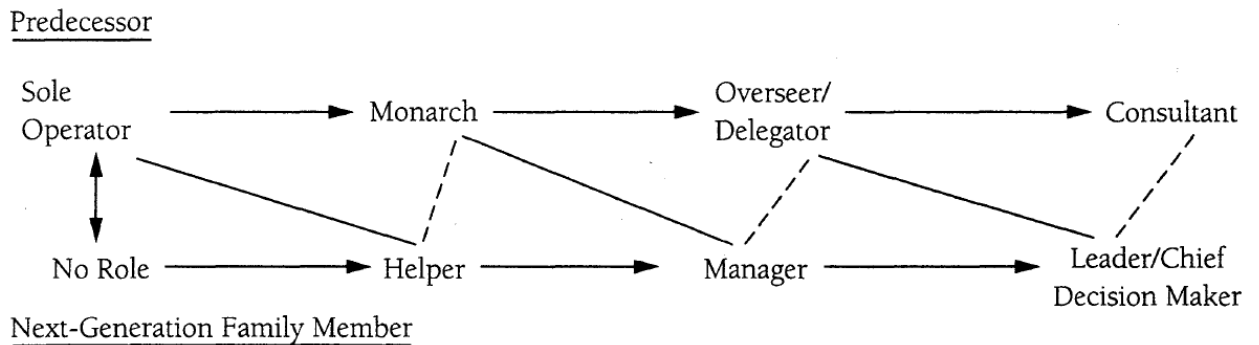 Predecessor
Sole
Operator
Monarch
Overseer/
Delegator
Consultant
No Role
Helper
Manager
Leader/Chief
Decision Maker
Next-Generation Family Member